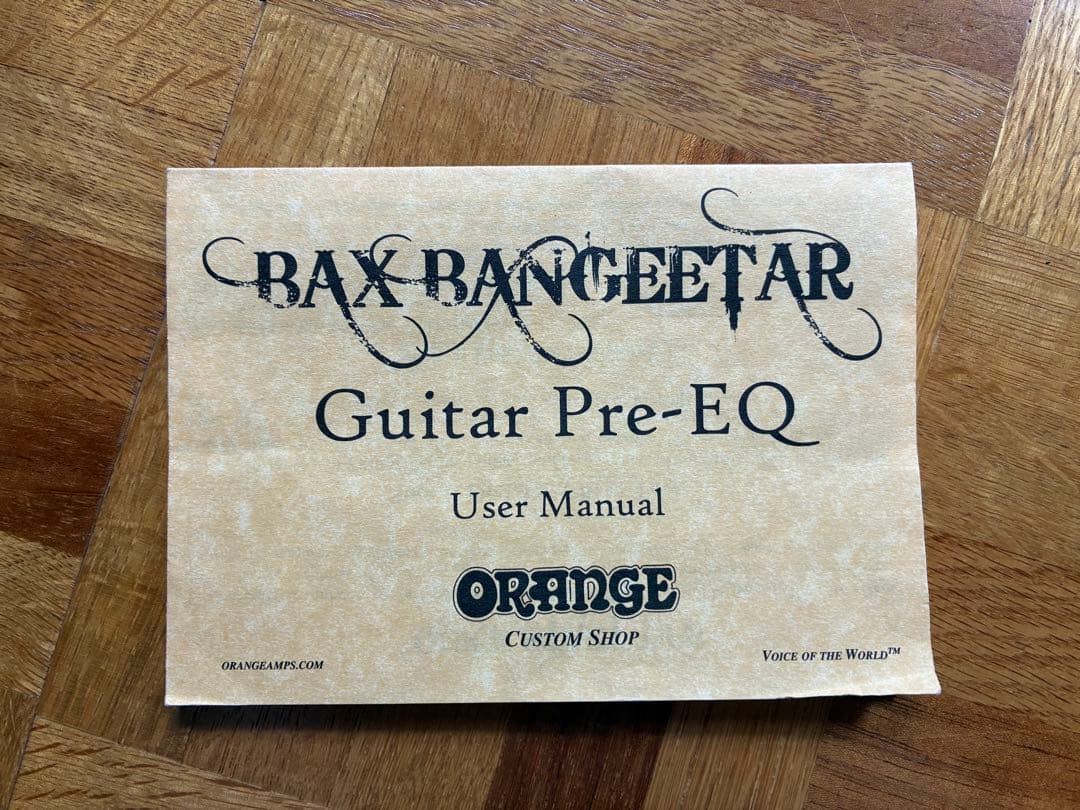 BAX BANGEETAR
Guitar Pre-EQ
User Manual
ORANGE
CUSTOM SHOP
ORANGEAMPS.COM
VOICE OF THE WORLD™